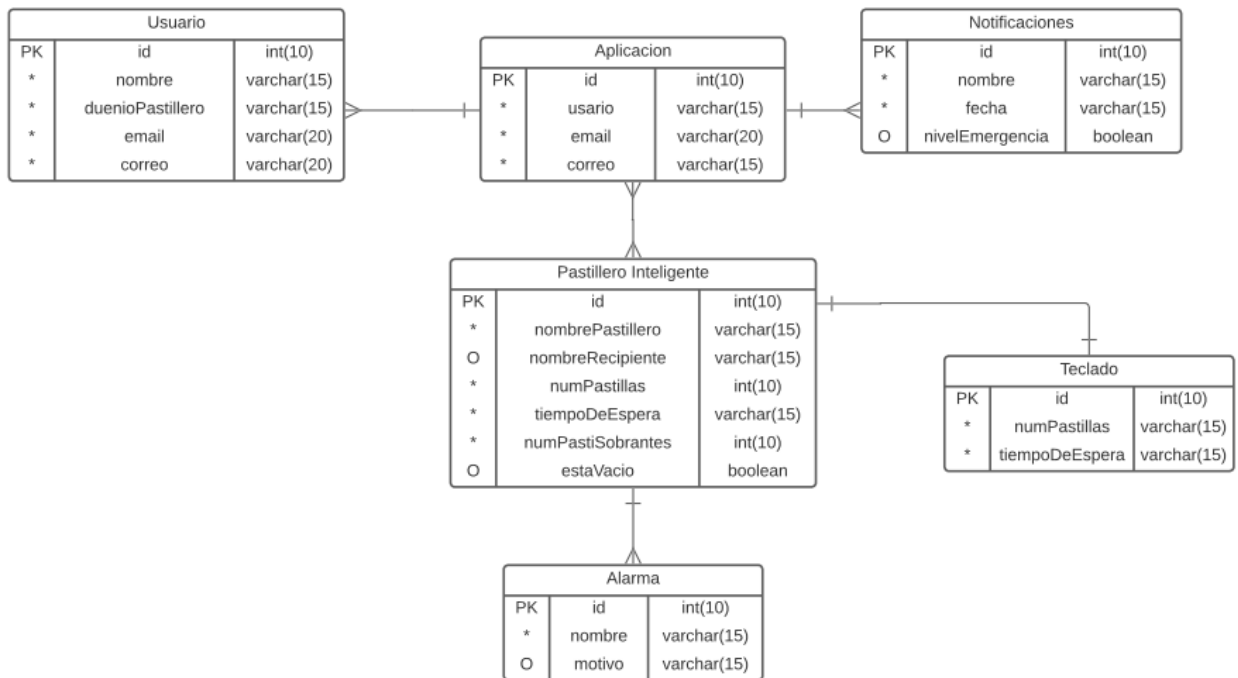 Usuario
PK id int(10)
* nombre varchar(15)
* duenioPastillero varchar(15)
* email varchar(20)
* correo varchar(20)
Aplicacion
PK id int(10)
* usario varchar(15)
* email varchar(20)
* correo varchar(15)
Notificaciones
PK id int(10)
* nombre varchar(15)
* fecha varchar(15)
O nivelEmergencia boolean
Pastillero Inteligente
PK id int(10)
* nombrePastillero varchar(15)
O nombreRecipiente varchar(15)
* numPastillas int(10)
* tiempoDeEspera varchar(15)
* numPastiSobrantes int(10)
O estaVacio boolean
Teclado
PK id int(10)
* numPastillas varchar(15)
* tiempoDeEspera varchar(15)
Alarma
PK id int(10)
* nombre varchar(15)
O motivo varchar(15)